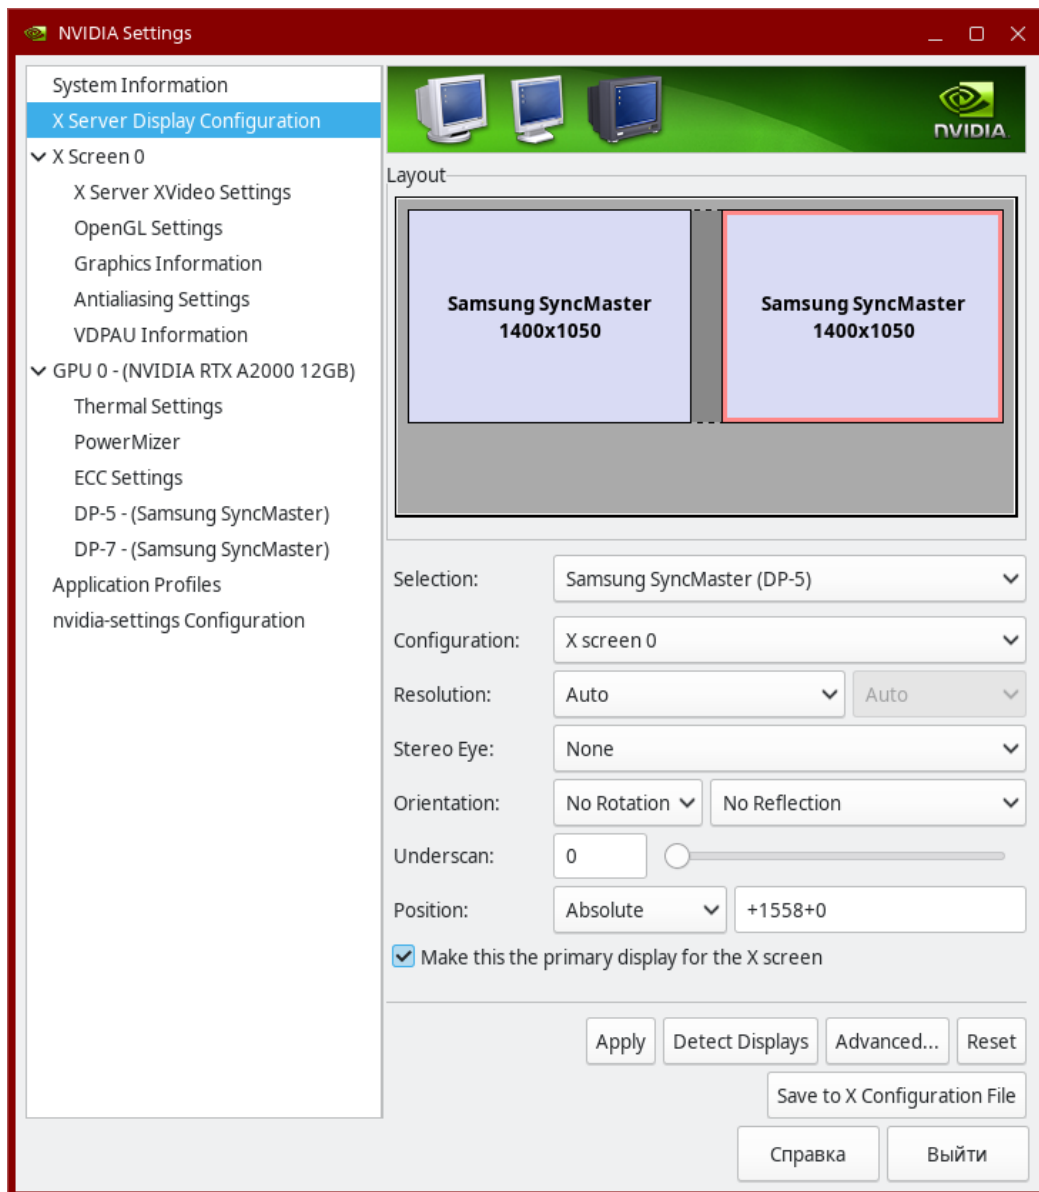 NVIDIA Settings
System Information
X Server Display Configuration
X Screen 0
X Server XVideo Settings
OpenGL Settings
Graphics Information
Antialiasing Settings
VDPAU Information
GPU 0 - (NVIDIA RTX A2000 12GB)
Thermal Settings
PowerMizer
ECC Settings
DP-5 - (Samsung SyncMaster)
DP-7 - (Samsung SyncMaster)
Application Profiles
nvidia-settings Configuration
NVIDIA.
Layout
Samsung SyncMaster
1400x1050
Samsung SyncMaster
1400x1050
Selection: Samsung SyncMaster (DP-5)
Configuration: X screen 0
Resolution: Auto Auto
Stereo Eye: None
Orientation: No Rotation No Reflection
Underscan: 0
Position: Absolute +1558+0
Make this the primary display for the X screen
Apply Detect Displays Advanced... Reset
Save to X Configuration File
Справка Выйти